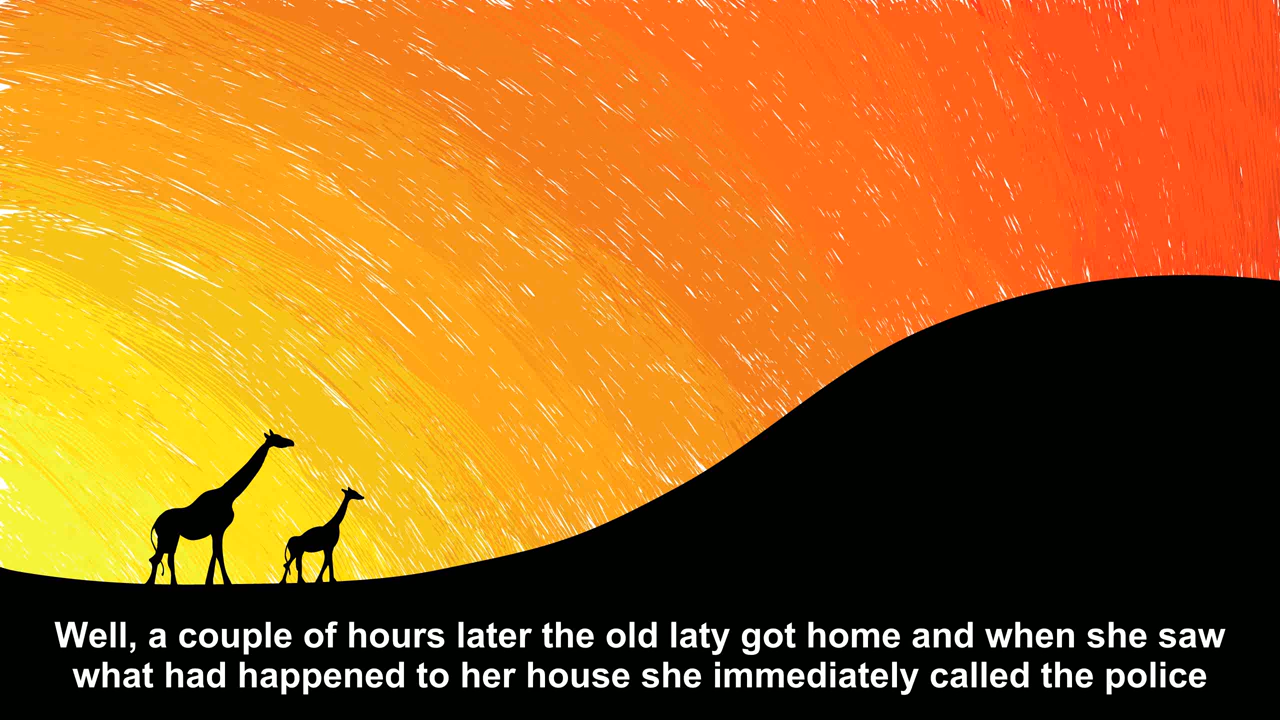 Well, a couple of hours later the old laty got home and when she saw
what had happened to her house she immediately called the police